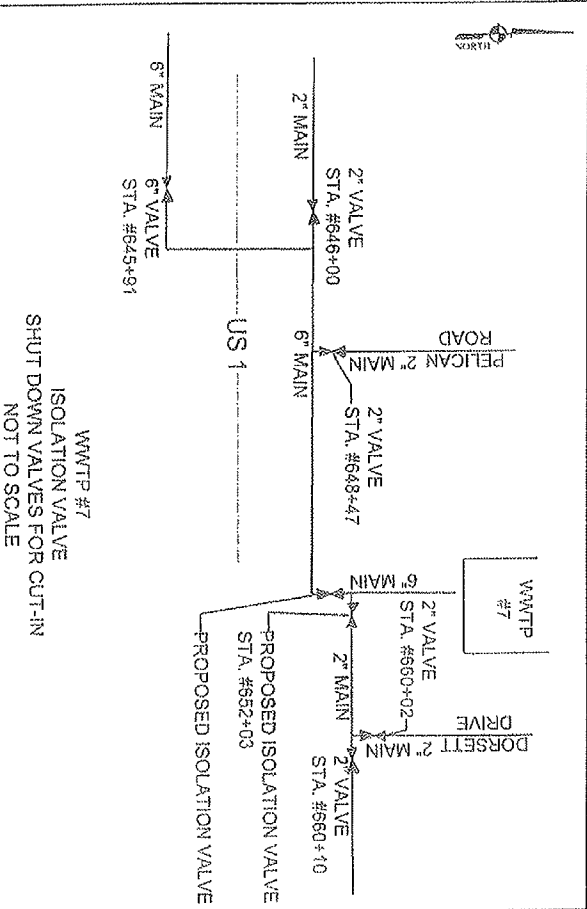 NORTH
6" MAIN
6" VALVE
STA. #645+91
2" MAIN
2" VALVE
STA. #646+00
US 1
6" MAIN
PELICAN 2" MAIN
ROAD
2" VALVE
STA. #648+47
WWTP
#7
6" MAIN
2" VALVE
STA. #660+02
2" MAIN
DORSETT 2" MAIN
DRIVE
2" VALVE
STA. #660+10
PROPOSED ISOLATION VALVE
STA. #652+03
PROPOSED ISOLATION VALVE
WWTP #7
ISOLATION VALVE
SHUT DOWN VALVES FOR CUT-IN
NOT TO SCALE